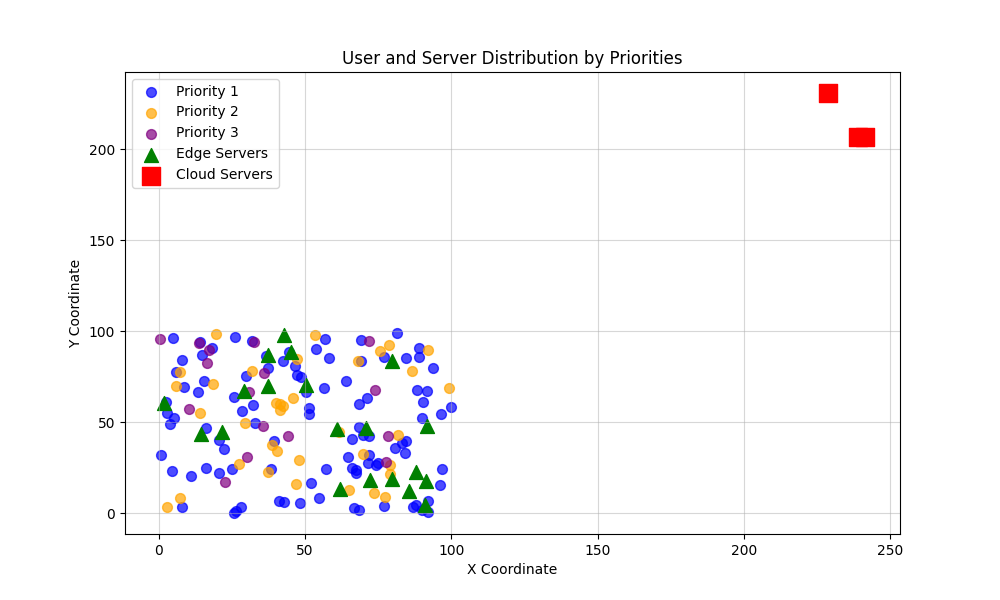 User and Server Distribution by Priorities
Priority 1
Priority 2
Priority 3
Edge Servers
Cloud Servers
Y Coordinate
200
150
100
50
0
0 50 100 150 200 250
X Coordinate